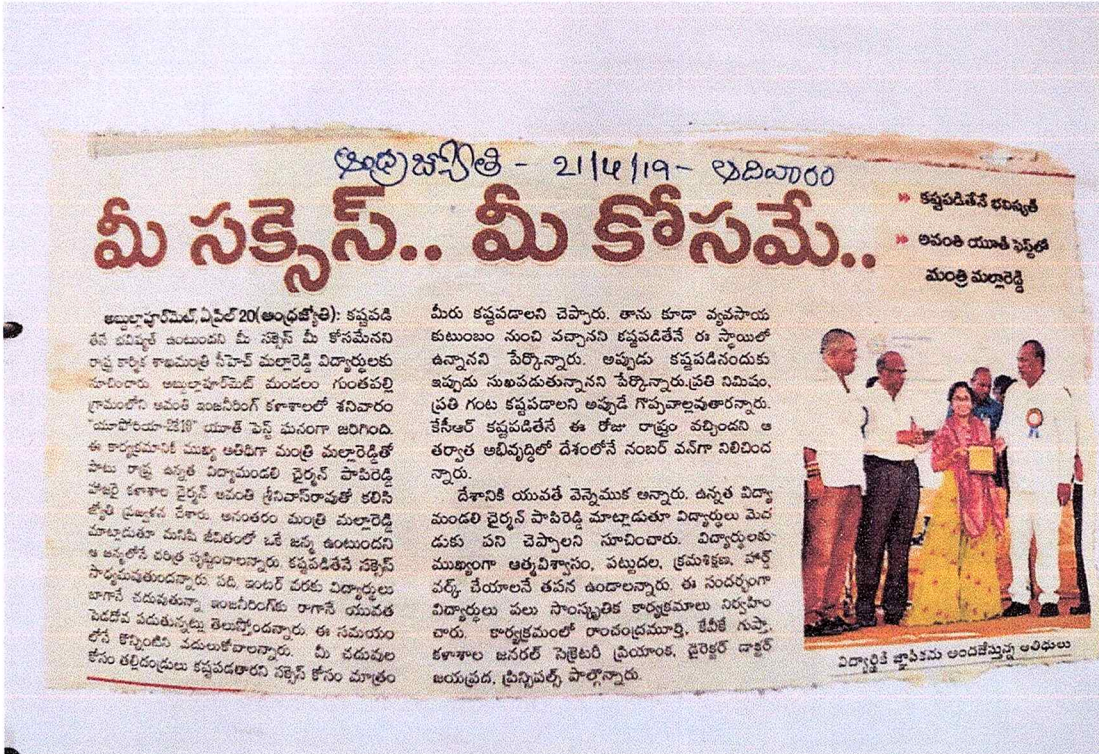 ఆంధ్రజ్యోతి - 21/4/19 - ఆదివారం
మీ సక్సెస్.. మీ కోసమే..
» కష్టపడితేనే భవిష్యత్
» అవంతి యూత్ ఫెస్ట్‌లో
మంత్రి మల్లారెడ్డి
అబ్దుల్లాపూర్‌మెట్, ఏప్రిల్ 20(ఆంధ్రజ్యోతి): కష్టపడి
తేనే భవిష్యత్ ఉంటుందని మీ సక్సెస్ మీ కోసమేనని
రాష్ట్ర కార్మిక శాఖమంత్రి సీహెచ్ మల్లారెడ్డి విద్యార్థులకు
సూచించారు. అబ్దుల్లాపూర్‌మెట్ మండలం గుంతపల్లి
గ్రామంలోని అవంతి ఇంజనీరింగ్ కళాశాలలో శనివారం
యూత్ ఫెస్ట్ ఘనంగా జరిగింది.
ఈ కార్యక్రమానికి ముఖ్య అతిథిగా మంత్రి మల్లారెడ్డితో
పాటు రాష్ట్ర ఉన్నత విద్యామండలి చైర్మన్ పాపిరెడ్డి
హాజరై కళాశాల చైర్మన్ అవంతి శ్రీనివాస్‌రావుతో కలిసి
జ్యోతి ప్రజ్వలన చేశారు. అనంతరం మంత్రి మల్లారెడ్డి
మాట్లాడుతూ మనిషి జీవితంలో ఒకే జన్మ ఉంటుందని
ఆ జన్మలోనే చరిత్ర సృష్టించాలన్నారు. కష్టపడితేనే సక్సెస్
సాధ్యమవుతుందన్నారు. పది, ఇంటర్ వరకు విద్యార్థులు
బాగానే చదువుతున్నా ఇంజనీరింగ్‌కు రాగానే యువత
పెడదోవ పడుతున్నట్లు తెలుస్తోందన్నారు. ఈ సమయం
లోనే కొన్నింటిని వదులుకోవాలన్నారు. మీ చదువుల
కోసం తల్లిదండ్రులు కష్టపడతారని సక్సెస్ కోసం మాత్రం
మీరు కష్టపడాలని చెప్పారు. తాను కూడా వ్యవసాయ
కుటుంబం నుంచి వచ్చానని కష్టపడితేనే ఈ స్థాయిలో
ఉన్నానని పేర్కొన్నారు. అప్పుడు కష్టపడినందుకు
ఇప్పుడు సుఖపడుతున్నానని పేర్కొన్నారు.ప్రతి నిమిషం,
ప్రతి గంట కష్టపడాలని అప్పుడే గొప్పవాల్లవుతారన్నారు.
కేసీఆర్ కష్టపడితేనే ఈ రోజు రాష్ట్రం వచ్చిందని ఆ
తర్వాత అభివృద్ధిలో దేశంలోనే నంబర్ వన్‌గా నిలిచింద
న్నారు.
దేశానికి యువతే వెన్నెముక అన్నారు. ఉన్నత విద్యా
మండలి చైర్మన్ పాపిరెడ్డి మాట్లాడుతూ విద్యార్థులు మెద
డుకు పని చెప్పాలని సూచించారు. విద్యార్థులకు
ముఖ్యంగా ఆత్మవిశ్వాసం, పట్టుదల, క్రమశిక్షణ, హార్డ్
వర్క్ చేయాలనే తపన ఉండాలన్నారు. ఈ సందర్భంగా
విద్యార్థులు పలు సాంస్కృతిక కార్యక్రమాలు నిర్వహిం
చారు. కార్యక్రమంలో రాంచంద్రమూర్తి, కేవీకే గుప్తా,
కళాశాల జనరల్ సెక్రెటరీ ప్రియాంక, డైరెక్టర్ డాక్టర్
జయప్రద, ప్రిన్సిపల్స్ పాల్గొన్నారు.
విద్యార్థికి జ్ఞాపికను అందజేస్తున్న అతిథులు